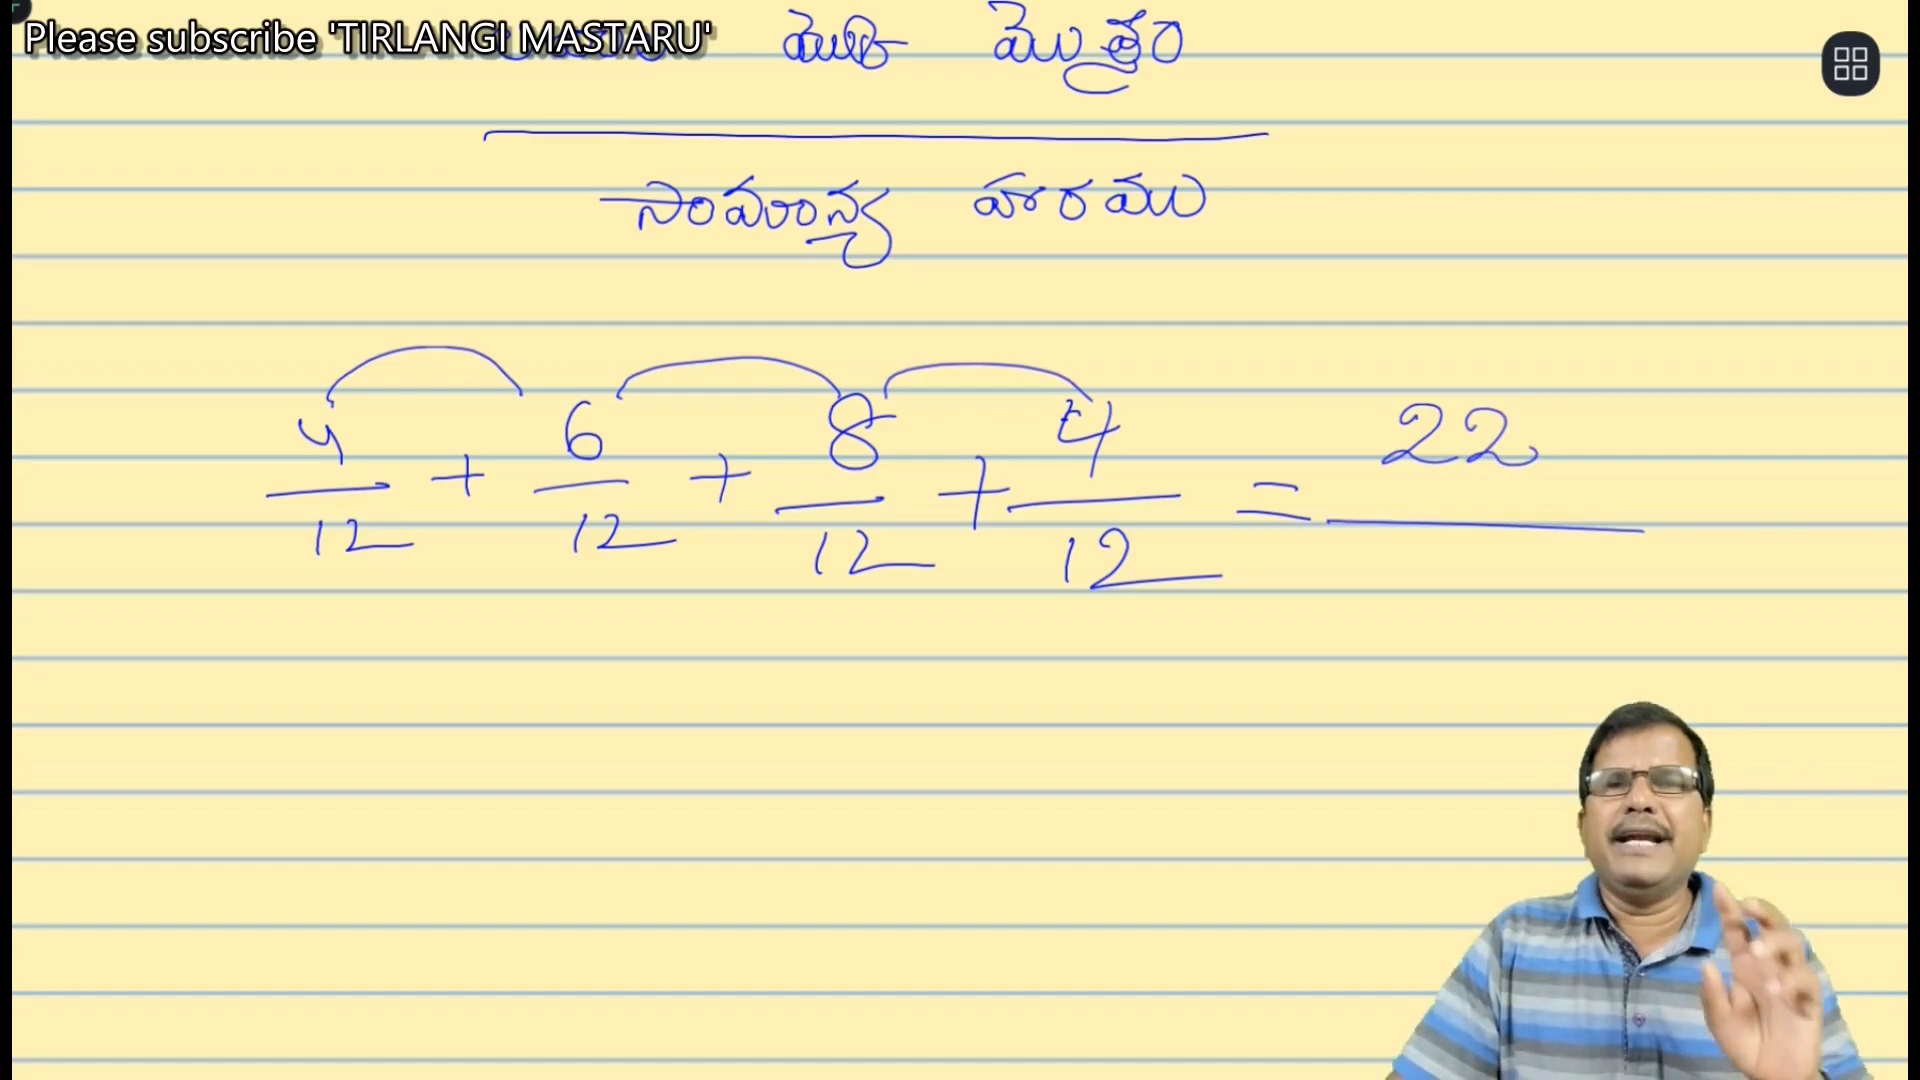 Please subscribe 'TIRLANGI MASTARU'
మొత్తం
సామాన్య హారము
4/12 + 6/12 + 8/12 + 4/12 = 22